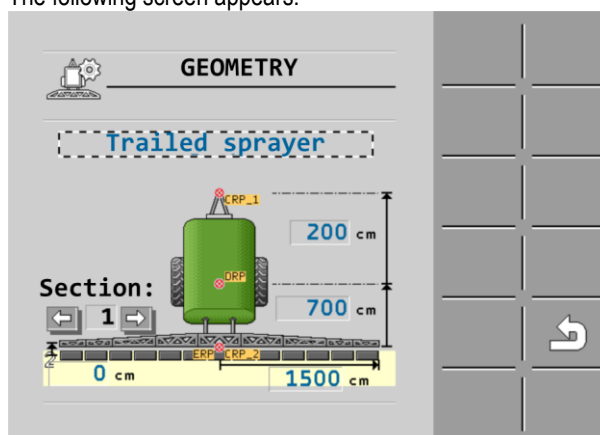 The following screen appears:
GEOMETRY
Trailed sprayer
CRP_1
200 cm
DRP
Section:
700 cm
1
ERP CRP_2
0 cm
1500 cm